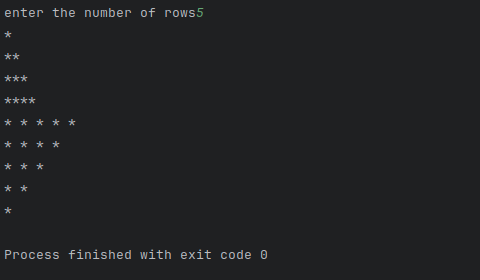 enter the number of rows5
*
**
***
****
* * * * *
* * * *
* * *
* *
*
Process finished with exit code 0